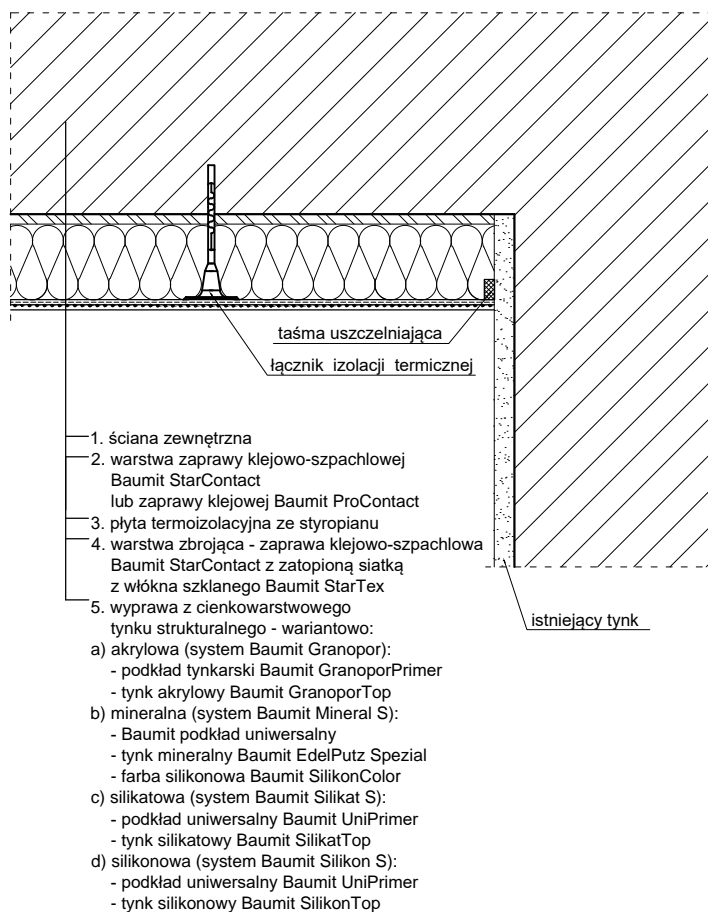 taśma uszczelniająca
łącznik izolacji termicznej
1. ściana zewnętrzna
2. warstwa zaprawy klejowo-szpachlowej
Baumit StarContact
lub zaprawy klejowej Baumit ProContact
3. płyta termoizolacyjna ze styropianu
4. warstwa zbrojąca - zaprawa klejowo-szpachlowa
Baumit StarContact z zatopioną siatką
z włókna szklanego Baumit StarTex
5. wyprawa z cienkowarstwowego
tynku strukturalnego - wariantowo:
a) akrylowa (system Baumit Granopor):
- podkład tynkarski Baumit GranoporPrimer
- tynk akrylowy Baumit GranoporTop
b) mineralna (system Baumit Mineral S):
- Baumit podkład uniwersalny
- tynk mineralny Baumit EdelPutz Spezial
- farba silikonowa Baumit SilikonColor
c) silikatowa (system Baumit Silikat S):
- podkład uniwersalny Baumit UniPrimer
- tynk silikatowy Baumit SilikatTop
d) silikonowa (system Baumit Silikon S):
- podkład uniwersalny Baumit UniPrimer
- tynk silikonowy Baumit SilikonTop
istniejący tynk